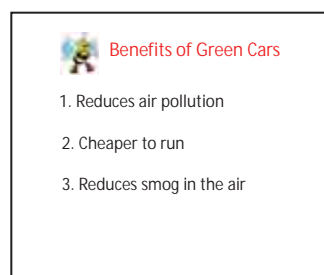 Benefits of Green Cars
1. Reduces air pollution
2. Cheaper to run
3. Reduces smog in the air